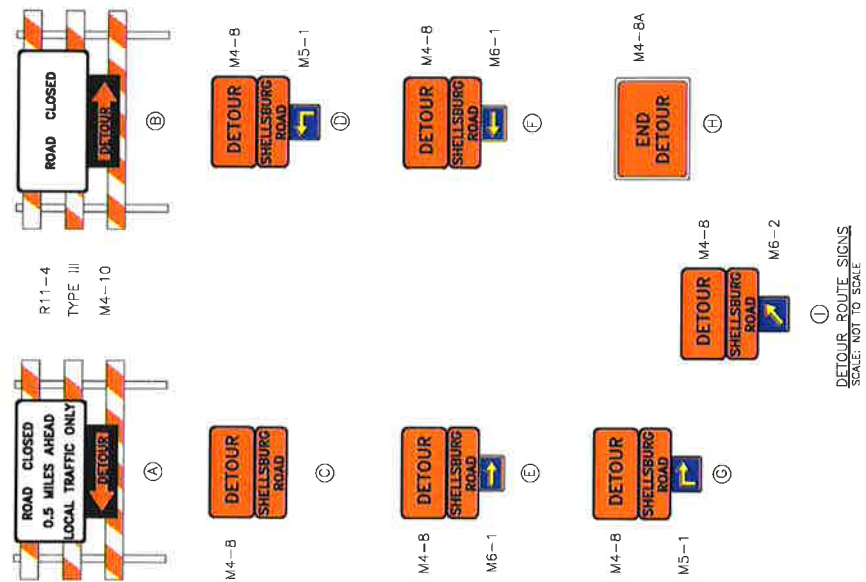 ROAD CLOSED
0.5 MILES AHEAD
LOCAL TRAFFIC ONLY
DETOUR
A
R11-4
TYPE III
M4-10
ROAD CLOSED
DETOUR
B
M4-8
DETOUR
SHELLSBURG
ROAD
C
DETOUR
SHELLSBURG
ROAD
M4-8
M5-1
D
M4-8
DETOUR
SHELLSBURG
ROAD
M6-1
E
DETOUR
SHELLSBURG
ROAD
M4-8
M6-1
F
M4-8
DETOUR
SHELLSBURG
ROAD
M5-1
G
END
DETOUR
M4-8A
H
DETOUR
SHELLSBURG
ROAD
M4-8
M6-2
I
DETOUR ROUTE SIGNS
SCALE: NOT TO SCALE